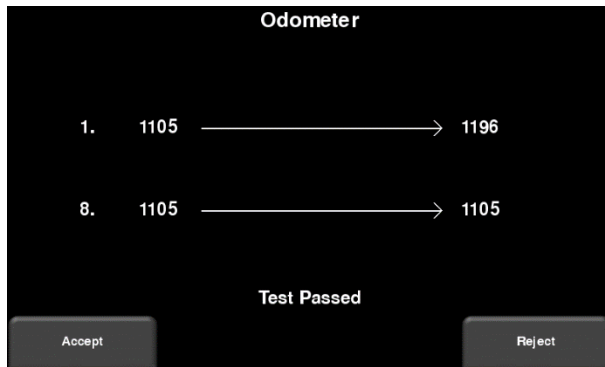 Odometer
1. 1105 1196
8. 1105 1105
Test Passed
Accept Reject